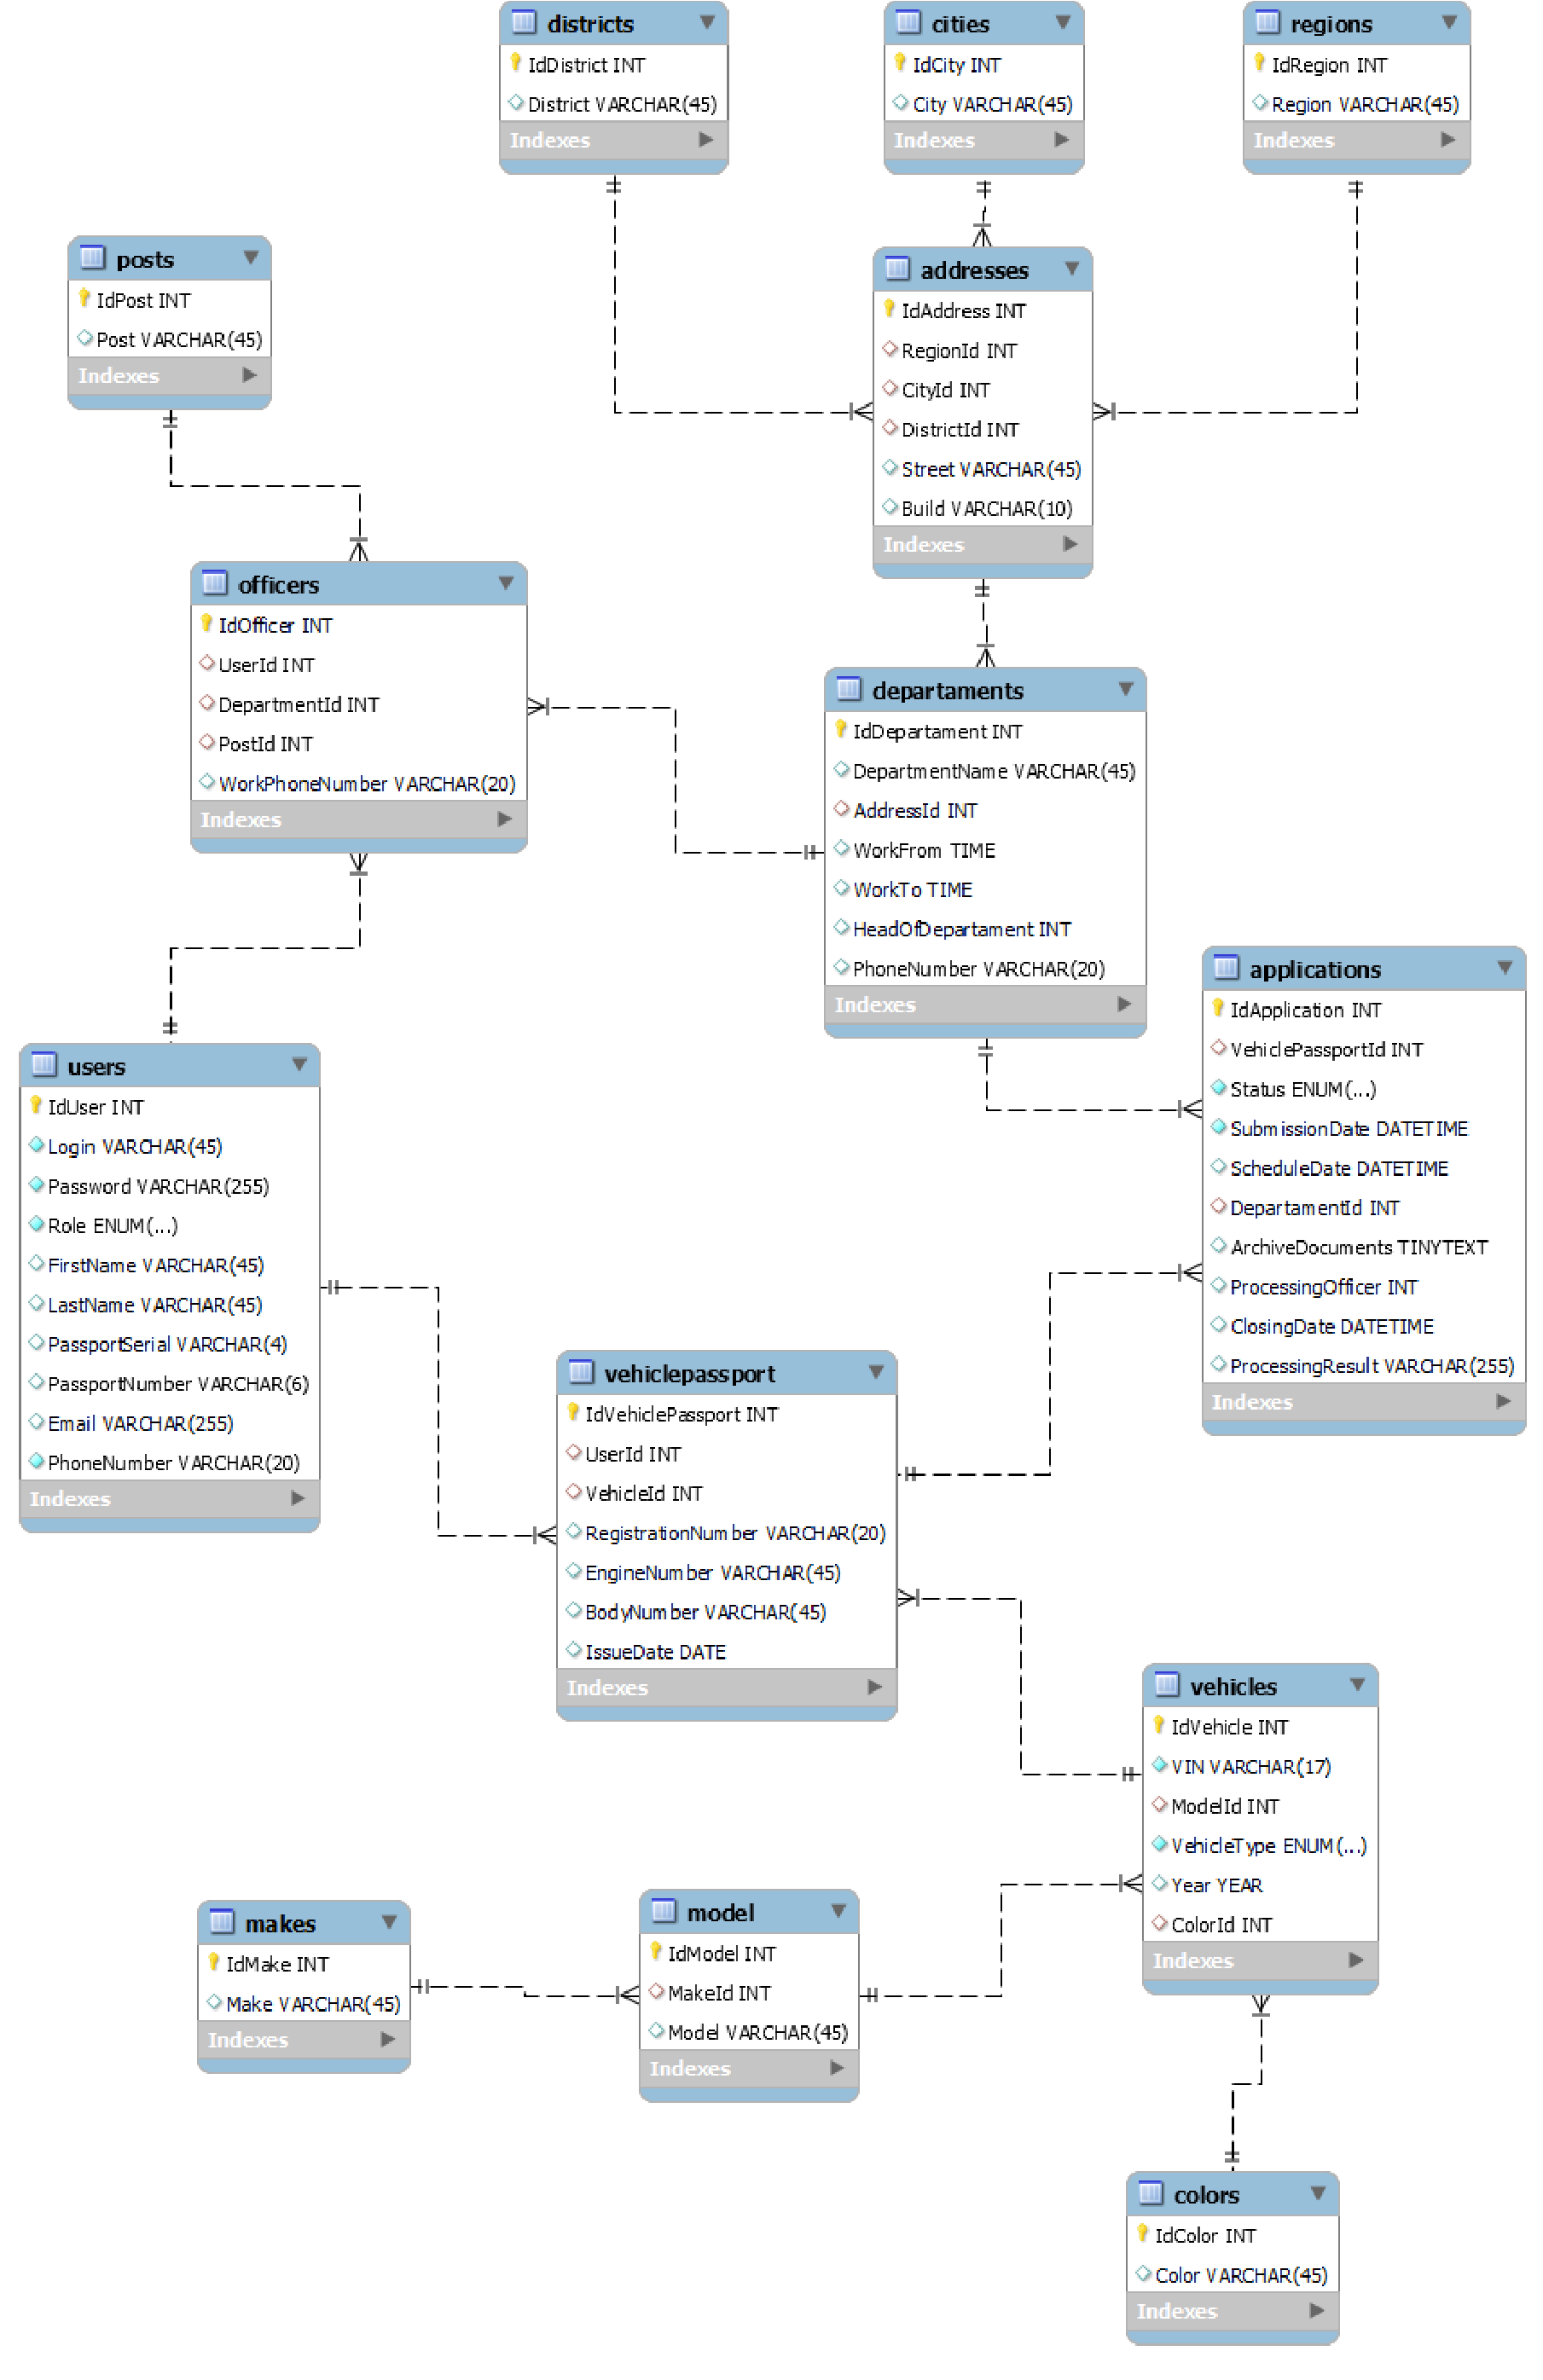 districts
IdDistrict INT
District VARCHAR(45)
Indexes
cities
IdCity INT
City VARCHAR(45)
Indexes
regions
IdRegion INT
Region VARCHAR(45)
Indexes
posts
IdPost INT
Post VARCHAR(45)
Indexes
addresses
IdAddress INT
RegionId INT
CityId INT
DistrictId INT
Street VARCHAR(45)
Build VARCHAR(10)
Indexes
officers
IdOfficer INT
UserId INT
DepartmentId INT
PostId INT
WorkPhoneNumber VARCHAR(20)
Indexes
departaments
IdDepartament INT
DepartmentName VARCHAR(45)
AddressId INT
WorkFrom TIME
WorkTo TIME
HeadOfDepartament INT
PhoneNumber VARCHAR(20)
Indexes
applications
IdApplication INT
VehiclePassportId INT
Status ENUM(...)
SubmissionDate DATETIME
ScheduleDate DATETIME
DepartamentId INT
ArchiveDocuments TINYTEXT
ProcessingOfficer INT
ClosingDate DATETIME
ProcessingResult VARCHAR(255)
Indexes
users
IdUser INT
Login VARCHAR(45)
Password VARCHAR(255)
Role ENUM(...)
FirstName VARCHAR(45)
LastName VARCHAR(45)
PassportSerial VARCHAR(4)
PassportNumber VARCHAR(6)
Email VARCHAR(255)
PhoneNumber VARCHAR(20)
Indexes
vehiclepassport
IdVehiclePassport INT
UserId INT
VehicleId INT
RegistrationNumber VARCHAR(20)
EngineNumber VARCHAR(45)
BodyNumber VARCHAR(45)
IssueDate DATE
Indexes
vehicles
IdVehicle INT
VIN VARCHAR(17)
ModelId INT
VehicleType ENUM(...)
Year YEAR
ColorId INT
Indexes
makes
IdMake INT
Make VARCHAR(45)
Indexes
model
IdModel INT
MakeId INT
Model VARCHAR(45)
Indexes
colors
IdColor INT
Color VARCHAR(45)
Indexes